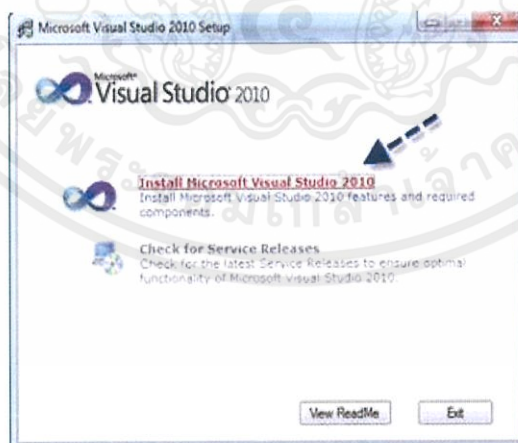 Microsoft Visual Studio 2010 Setup
Microsoft
Visual Studio 2010
Install Microsoft Visual Studio 2010
Install Microsoft Visual Studio 2010 features and required
components.
Check for Service Releases
Check for the latest Service Releases to ensure optimal
functionality of Microsoft Visual Studio 2010.
View ReadMe
Exit